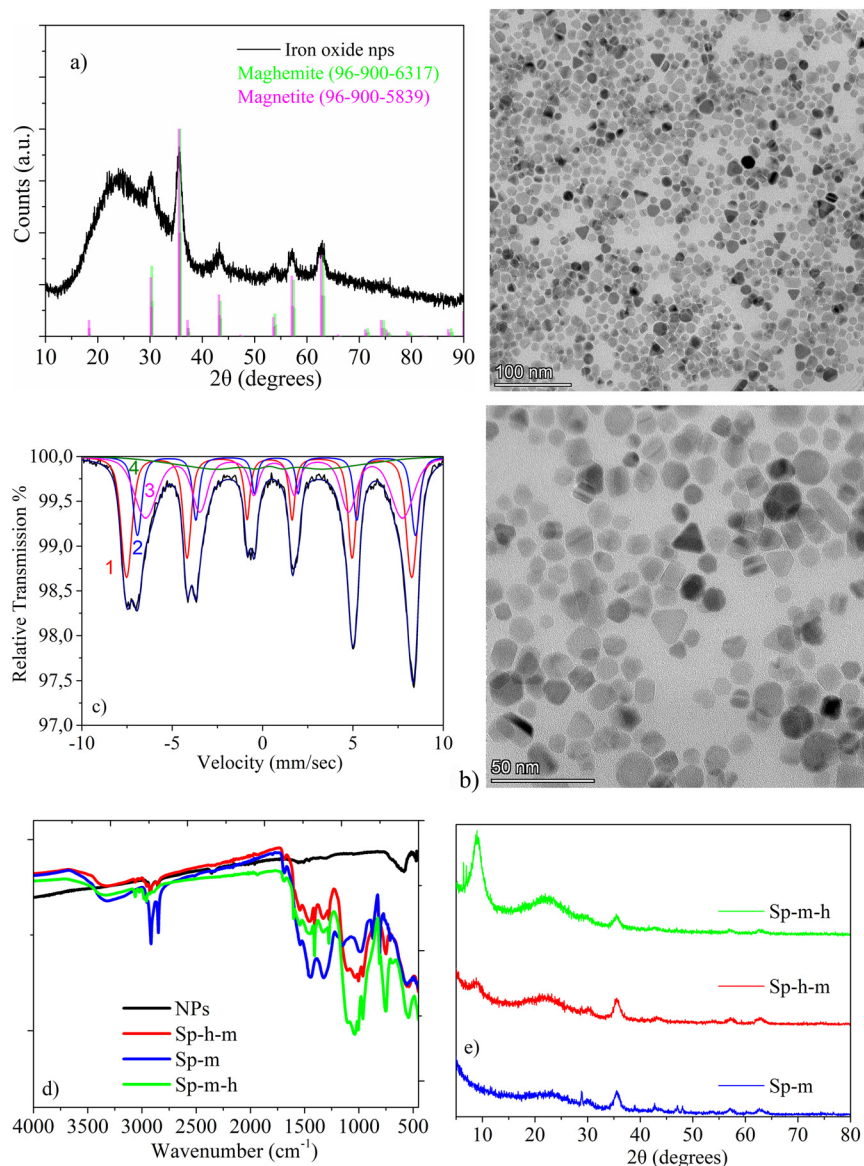 a)
Iron oxide nps
Maghemite (96-900-6317)
Magnetite (96-900-5839)
Counts (a.u.)
10 20 30 40 50 60 70 80 90
2θ (degrees)
100 nm
100,0
99,5
99,0
98,5
98,0
97,5
97,0
4
3
2
1
Relative Transmission %
c)
-10 -5 0 5 10
Velocity (mm/sec)
b)
50 nm
NPs
Sp-h-m
Sp-m
Sp-m-h
d)
4000 3500 3000 2500 2000 1500 1000 500
Wavenumber (cm⁻¹)
Sp-m-h
Sp-h-m
e)
Sp-m
10 20 30 40 50 60 70 80
2θ (degrees)